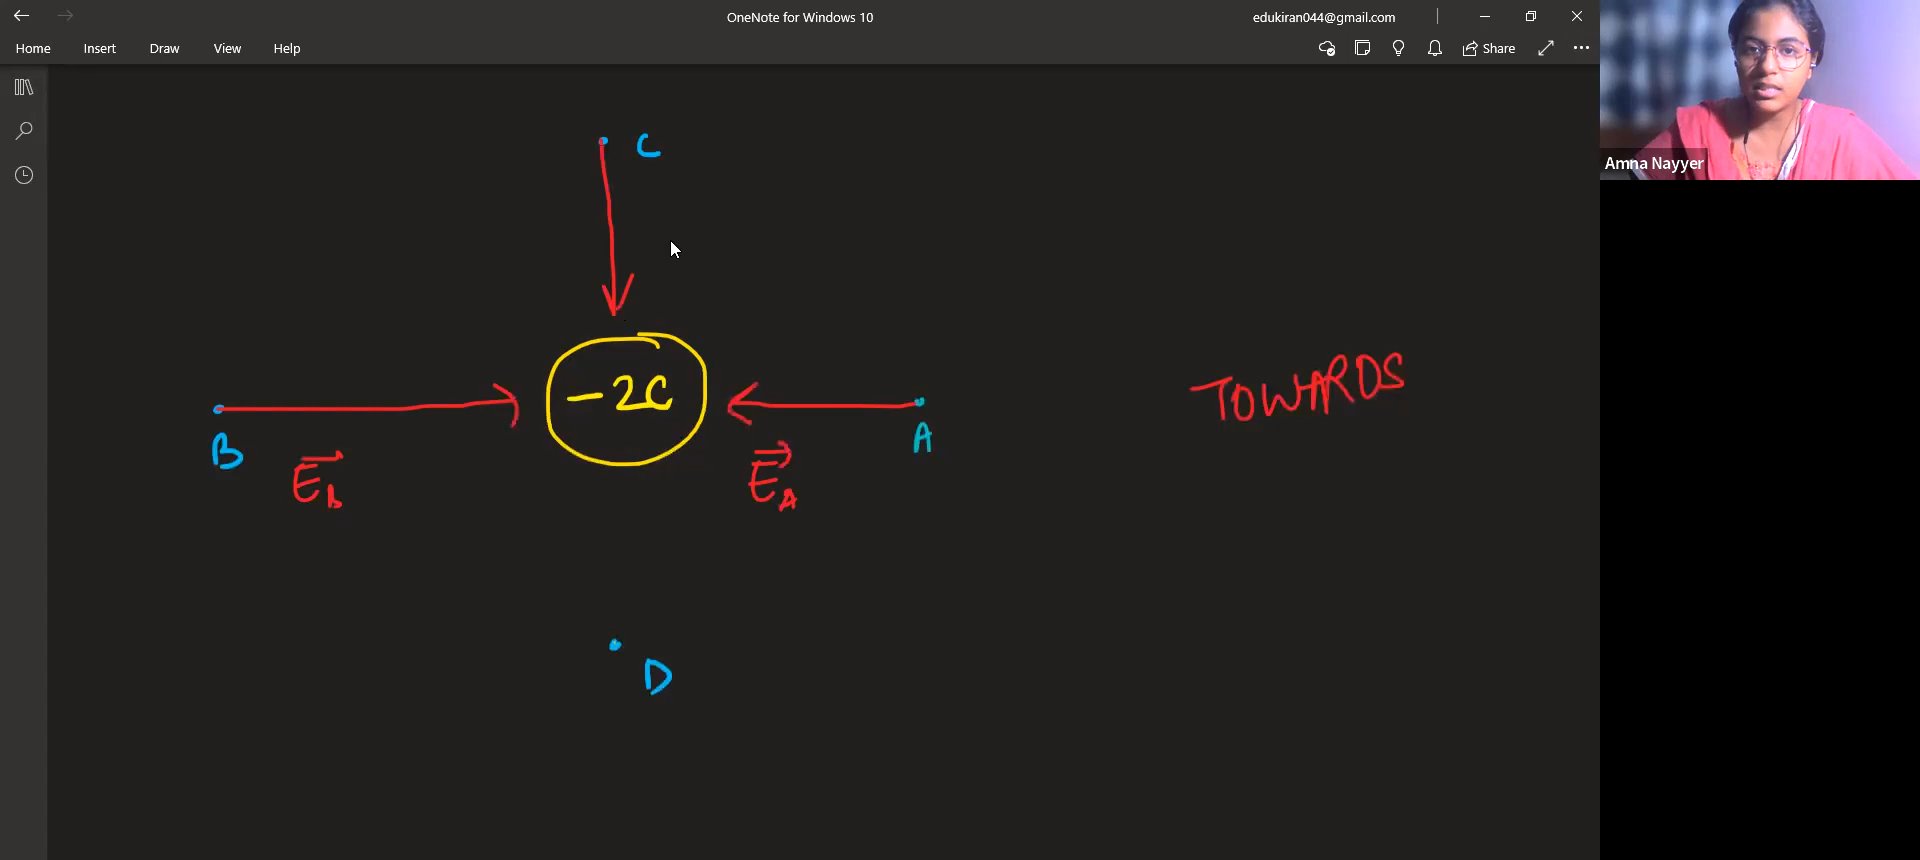 OneNote for Windows 10
edukiran044@gmail.com
Home Insert Draw View Help
Share
Amna Nayyer
C
-2C
TOWARDS
B
A
E_B
E_A
D